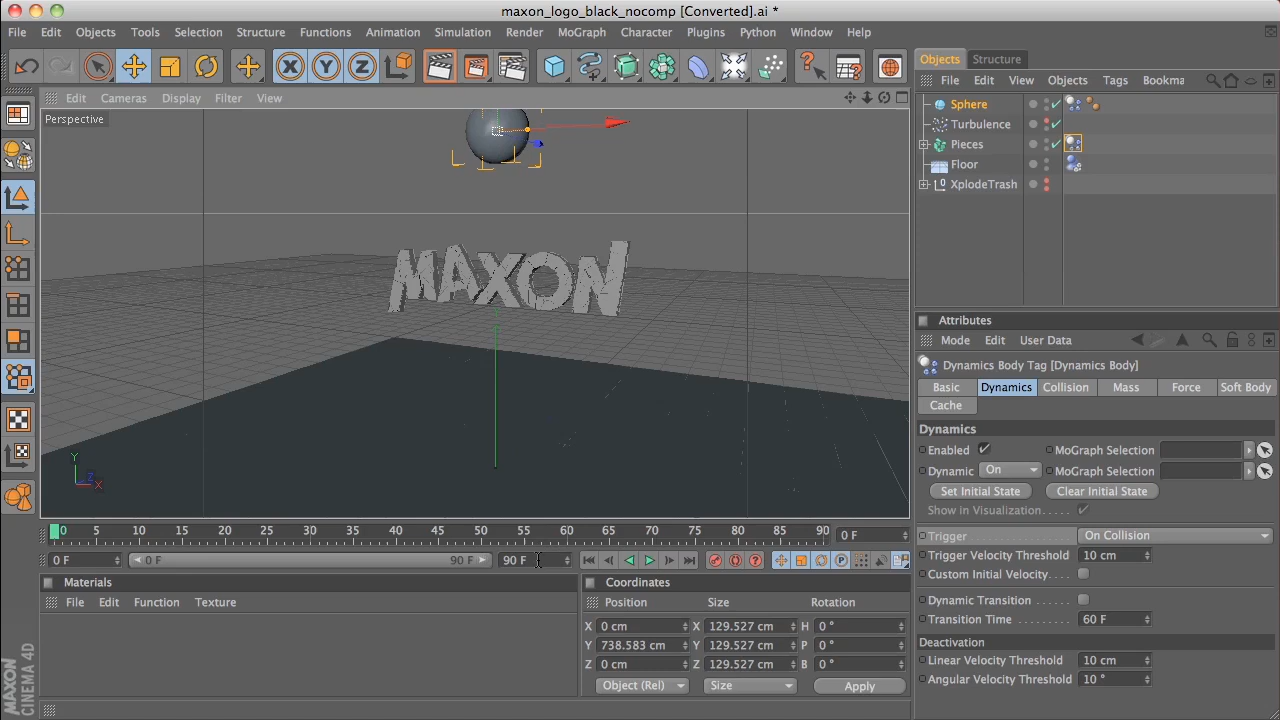 maxon_logo_black_nocomp [Converted].ai *
File Edit Objects Tools Selection Structure Functions Animation Simulation Render MoGraph Character Plugins Python Window Help
X Y Z
Objects Structure
File Edit View Objects Tags Bookma
Edit Cameras Display Filter View
Perspective
Sphere
Turbulence
Pieces
Floor
XplodeTrash
MAXON
Y
Z
X
Attributes
Mode Edit User Data
Dynamics Body Tag [Dynamics Body]
Basic Dynamics Collision Mass Force Soft Body
Cache
Dynamics
Enabled MoGraph Selection
Dynamic On MoGraph Selection
Set Initial State Clear Initial State
Show in Visualization.....
Trigger On Collision
Trigger Velocity Threshold 10 cm
Custom Initial Velocity.....
Dynamic Transition ......
Transition Time ........ 60 F
Deactivation
Linear Velocity Threshold 10 cm
Angular Velocity Threshold 10 °
0 5 10 15 20 25 30 35 40 45 50 55 60 65 70 75 80 85 90 0 F
0 F 0 F 90 F 90 F
Materials
File Edit Function Texture
Coordinates
Position Size Rotation
X 0 cm X 129.527 cm H 0 °
Y 738.583 cm Y 129.527 cm P 0 °
Z 0 cm Z 129.527 cm B 0 °
Object (Rel) Size Apply
MAXON
CINEMA 4D